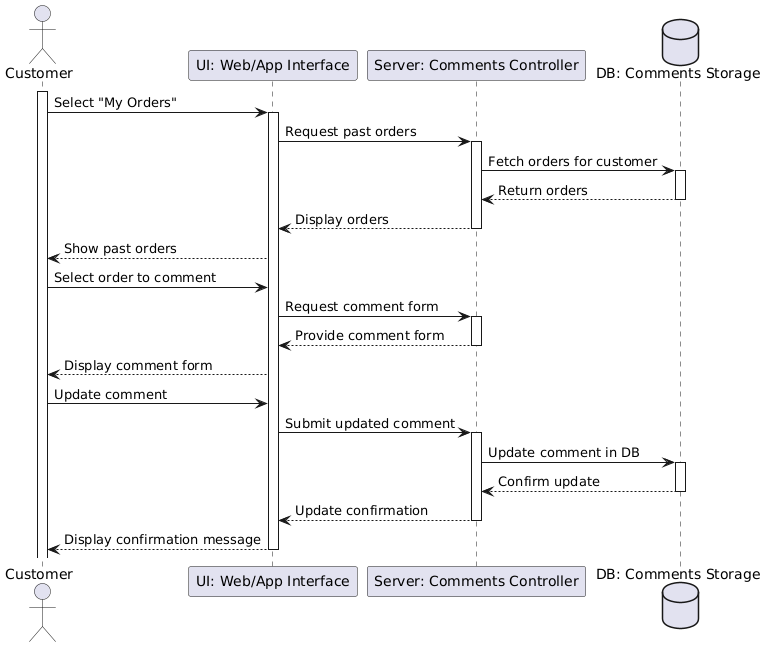 Customer
UI: Web/App Interface
Server: Comments Controller
DB: Comments Storage
Select "My Orders"
Request past orders
Fetch orders for customer
Return orders
Display orders
Show past orders
Select order to comment
Request comment form
Provide comment form
Display comment form
Update comment
Submit updated comment
Update comment in DB
Confirm update
Update confirmation
Display confirmation message
Customer
UI: Web/App Interface
Server: Comments Controller
DB: Comments Storage